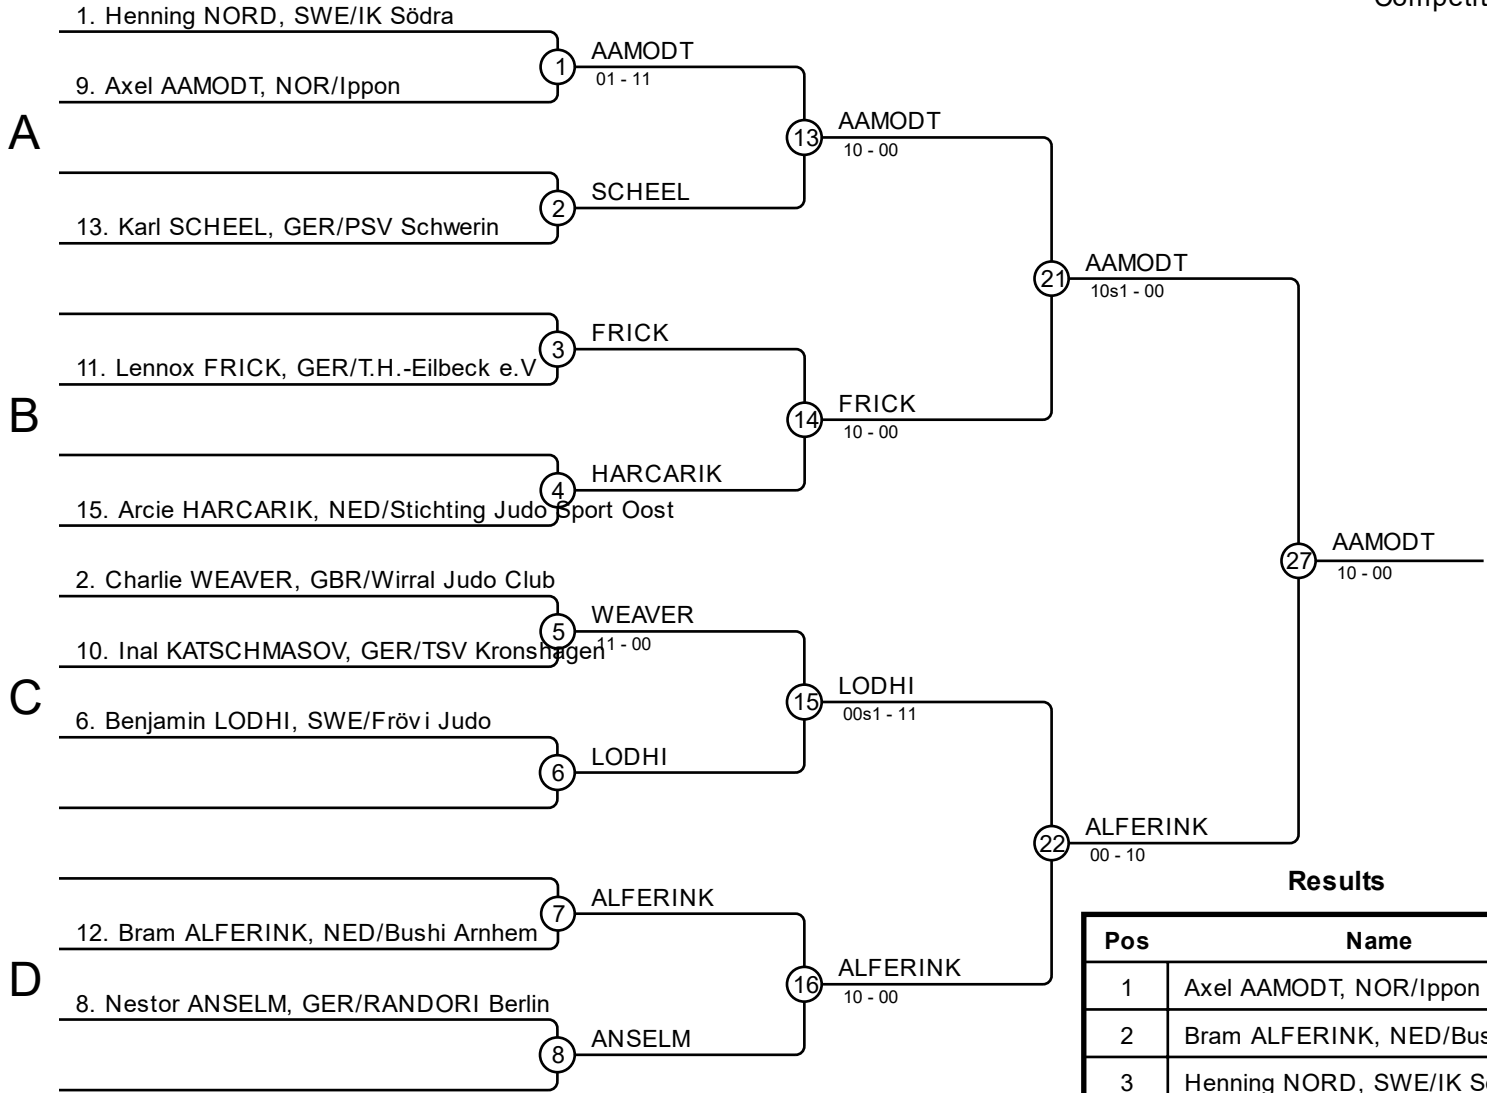 Competit
1. Henning NORD, SWE/IK Södra
AAMODT
1
01 - 11
9. Axel AAMODT, NOR/Ippon
A
AAMODT
13
10 - 00
SCHEEL
2
13. Karl SCHEEL, GER/PSV Schwerin
AAMODT
21
10s1 - 00
FRICK
3
11. Lennox FRICK, GER/T.H.-Eilbeck e.V
B
FRICK
14
10 - 00
HARCARIK
4
15. Arcie HARCARIK, NED/Stichting Judo Sport Oost
AAMODT
27
10 - 00
2. Charlie WEAVER, GBR/Wirral Judo Club
WEAVER
5
11 - 00
10. Inal KATSCHMASOV, GER/TSV Kronshagen
C
LODHI
15
00s1 - 11
6. Benjamin LODHI, SWE/Frövi Judo
LODHI
6
ALFERINK
22
00 - 10
ALFERINK
7
12. Bram ALFERINK, NED/Bushi Arnhem
D
ALFERINK
16
10 - 00
8. Nestor ANSELM, GER/RANDORI Berlin
ANSELM
8
Results
Pos Name
1 Axel AAMODT, NOR/Ippon
2 Bram ALFERINK, NED/Bus
3 Henning NORD, SWE/IK S